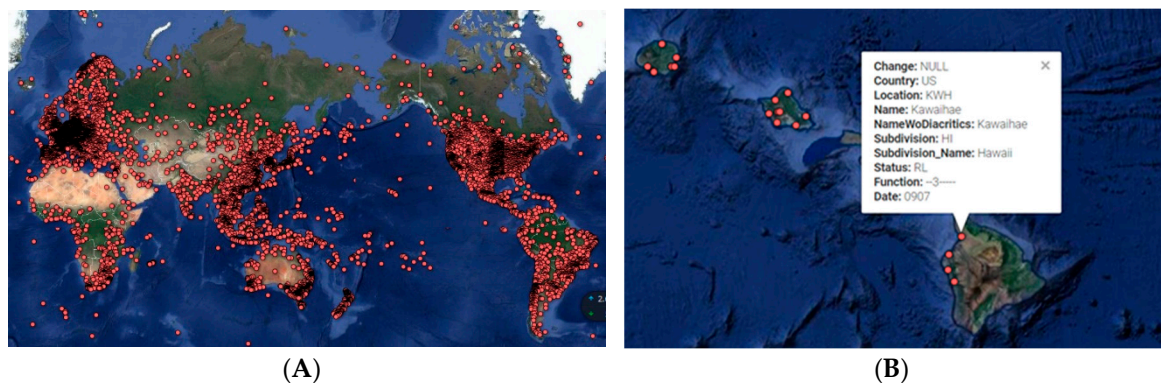 Change: NULL
Country: US
Location: KWH
Name: Kawaihae
NameWoDiacritics: Kawaihae
Subdivision: HI
Subdivision_Name: Hawaii
Status: RL
Function: --3-----
Date: 0907
(A)
(B)